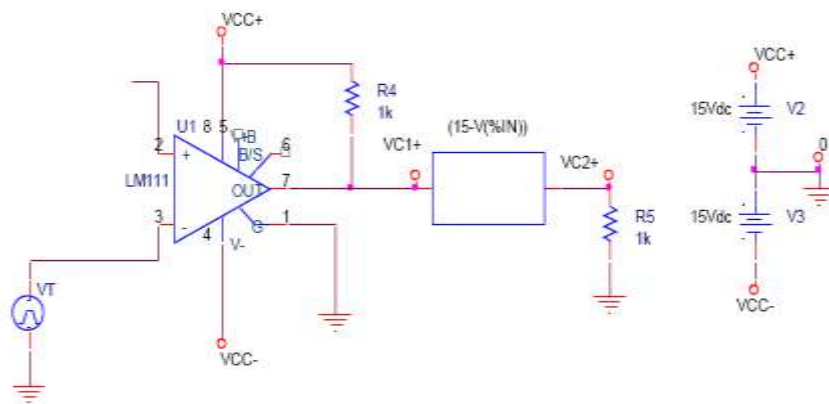 VCC+
R4
1k
U1
8
5
B
B/S
6
2
+
LM111
OUT
7
3
-
4
V-
G
1
VT
VCC-
VC1+
(15-V(%IN))
VC2+
R5
1k
VCC+
15Vdc
V2
0
15Vdc
V3
VCC-